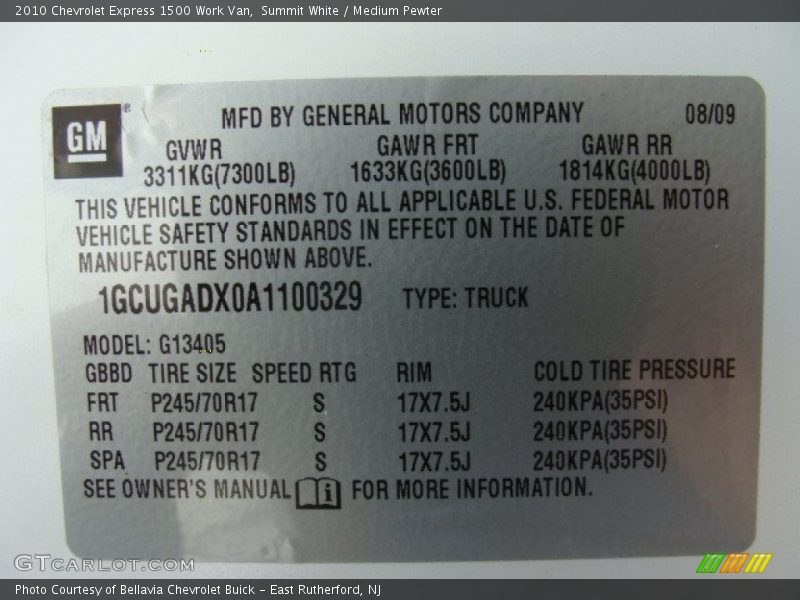 2010 Chevrolet Express 1500 Work Van,  Summit White / Medium Pewter
GM®
MFD BY GENERAL MOTORS COMPANY 08/09
GVWR GAWR FRT GAWR RR
3311KG(7300LB) 1633KG(3600LB) 1814KG(4000LB)
THIS VEHICLE CONFORMS TO ALL APPLICABLE U.S. FEDERAL MOTOR
VEHICLE SAFETY STANDARDS IN EFFECT ON THE DATE OF
MANUFACTURE SHOWN ABOVE.
1GCUGADX0A1100329 TYPE: TRUCK
MODEL: G13405
GBBD TIRE SIZE SPEED RTG RIM COLD TIRE PRESSURE
FRT P245/70R17 S 17X7.5J 240KPA(35PSI)
RR P245/70R17 S 17X7.5J 240KPA(35PSI)
SPA P245/70R17 S 17X7.5J 240KPA(35PSI)
SEE OWNER'S MANUAL i FOR MORE INFORMATION.
GTCARLOT.COM
Photo Courtesy of Bellavia Chevrolet Buick – East Rutherford, NJ